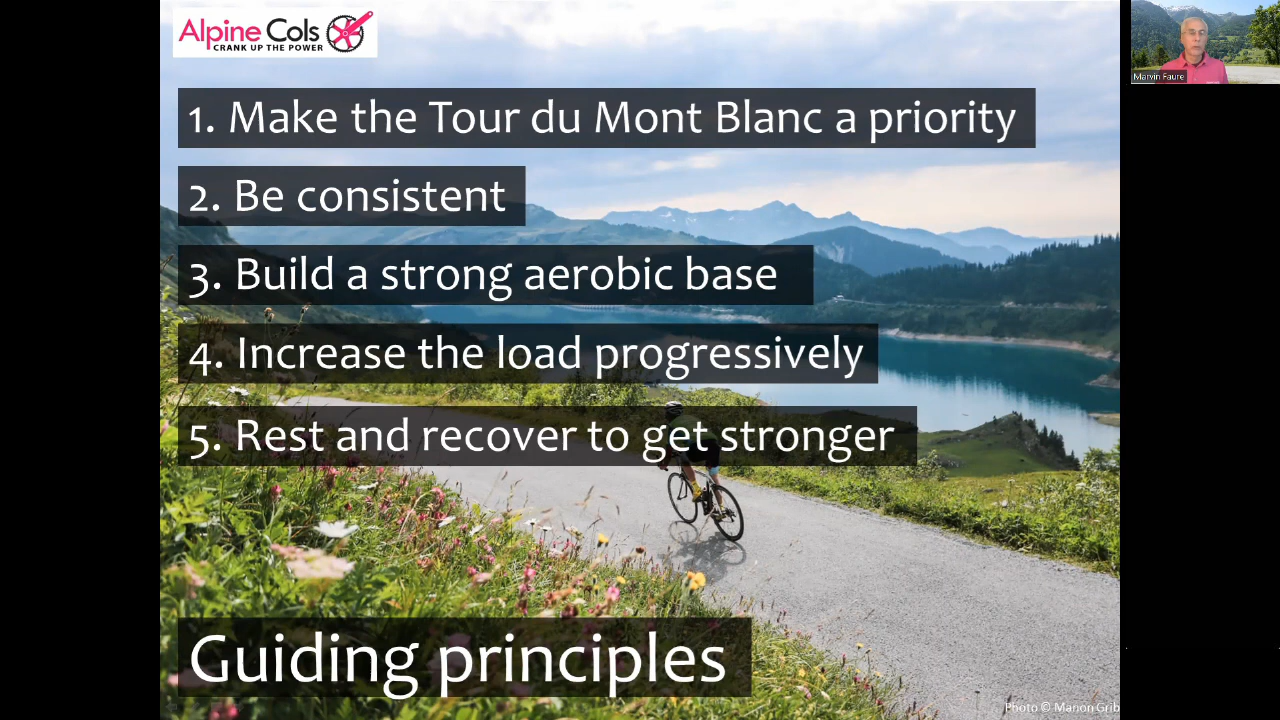 Alpine Cols
CRANK UP THE POWER
Marvin Faure
1. Make the Tour du Mont Blanc a priority
2. Be consistent
3. Build a strong aerobic base
4. Increase the load progressively
5. Rest and recover to get stronger
Guiding principles
Photo © Manon Grib